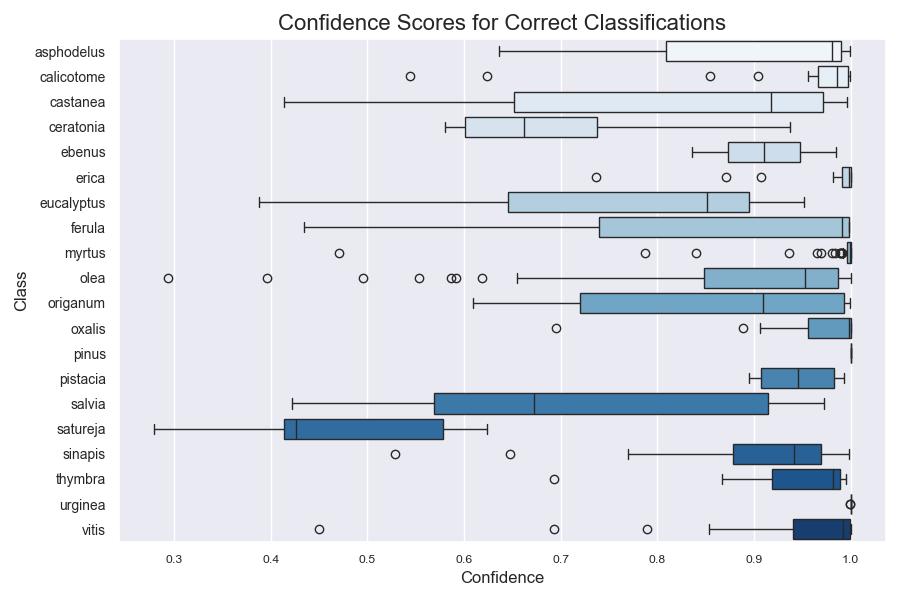 Confidence Scores for Correct Classifications
Class
asphodelus
calicotome
castanea
ceratonia
ebenus
erica
eucalyptus
ferula
myrtus
olea
origanum
oxalis
pinus
pistacia
salvia
satureja
sinapis
thymbra
urginea
vitis
0.3 0.4 0.5 0.6 0.7 0.8 0.9 1.0
Confidence